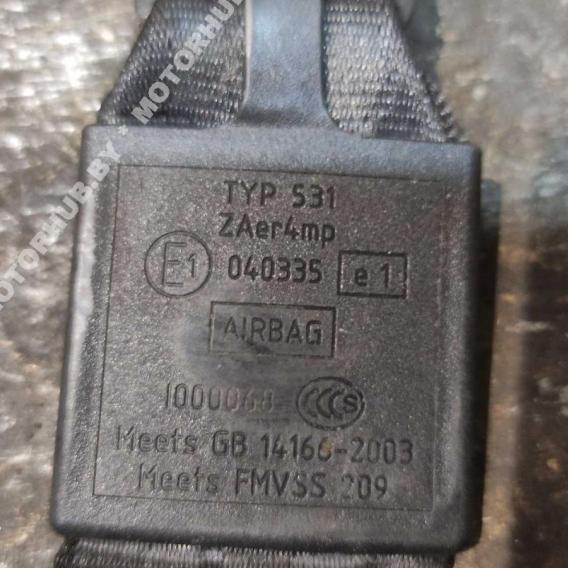 TYP 531
ZAer4mp
E1 040335 e1
AIRBAG
1000068 CCCS
Meets GB 14166-2003
Meets FMVSS 209
MOTORHUB.BY * MOTORHUB